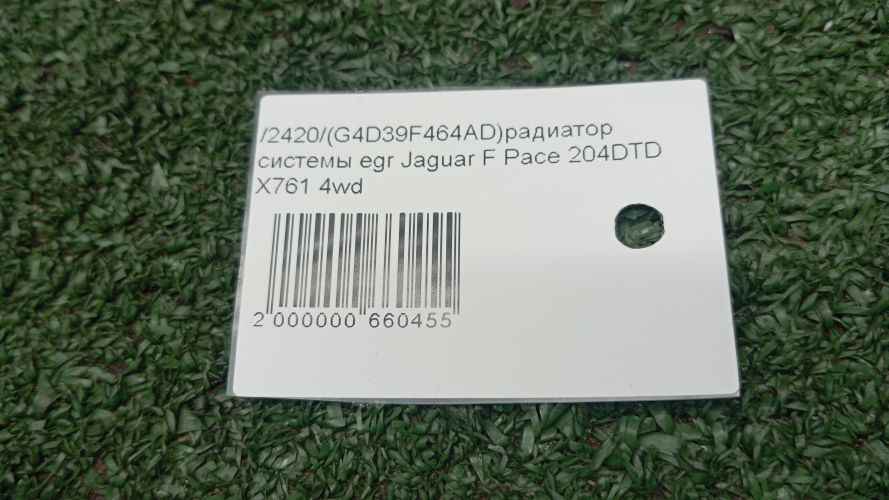 /2420/(G4D39F464AD)радиатор
системы egr Jaguar F Pace 204DTD
X761 4wd
2 000000 660455